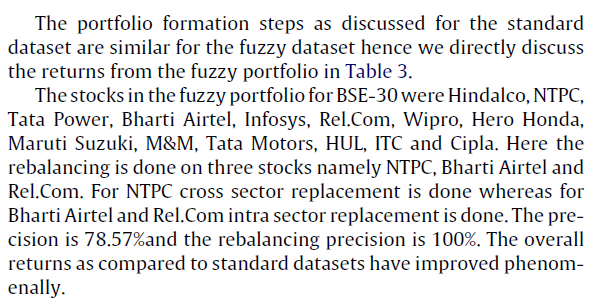 The portfolio formation steps as discussed for the standard
dataset are similar for the fuzzy dataset hence we directly discuss
the returns from the fuzzy portfolio in Table 3.
The stocks in the fuzzy portfolio for BSE-30 were Hindalco, NTPC,
Tata Power, Bharti Airtel, Infosys, Rel.Com, Wipro, Hero Honda,
Maruti Suzuki, M&M, Tata Motors, HUL, ITC and Cipla. Here the
rebalancing is done on three stocks namely NTPC, Bharti Airtel and
Rel.Com. For NTPC cross sector replacement is done whereas for
Bharti Airtel and Rel.Com intra sector replacement is done. The pre-
cision is 78.57%and the rebalancing precision is 100%. The overall
returns as compared to standard datasets have improved phenom-
enally.